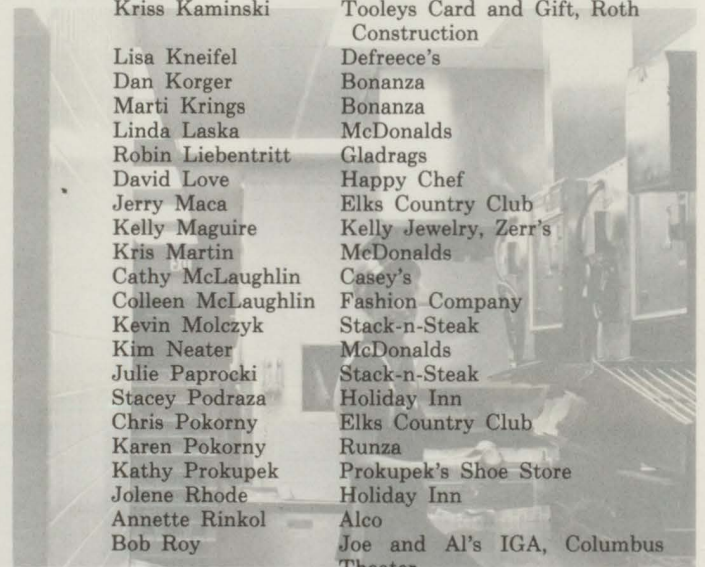 Kriss Kaminski Tooleys Card and Gift, Roth
Construction
Lisa Kneifel Defreece's
Dan Korger Bonanza
Marti Krings Bonanza
Linda Laska McDonalds
Robin Liebentritt Gladrags
David Love Happy Chef
Jerry Maca Elks Country Club
Kelly Maguire Kelly Jewelry, Zerr's
Kris Martin McDonalds
Cathy McLaughlin Casey's
Colleen McLaughlin Fashion Company
Kevin Molczyk Stack-n-Steak
Kim Neater McDonalds
Julie Paprocki Stack-n-Steak
Stacey Podraza Holiday Inn
Chris Pokorny Elks Country Club
Karen Pokorny Runza
Kathy Prokupek Prokupek's Shoe Store
Jolene Rhode Holiday Inn
Annette Rinkol Alco
Bob Roy Joe and Al's IGA, Columbus
Theater